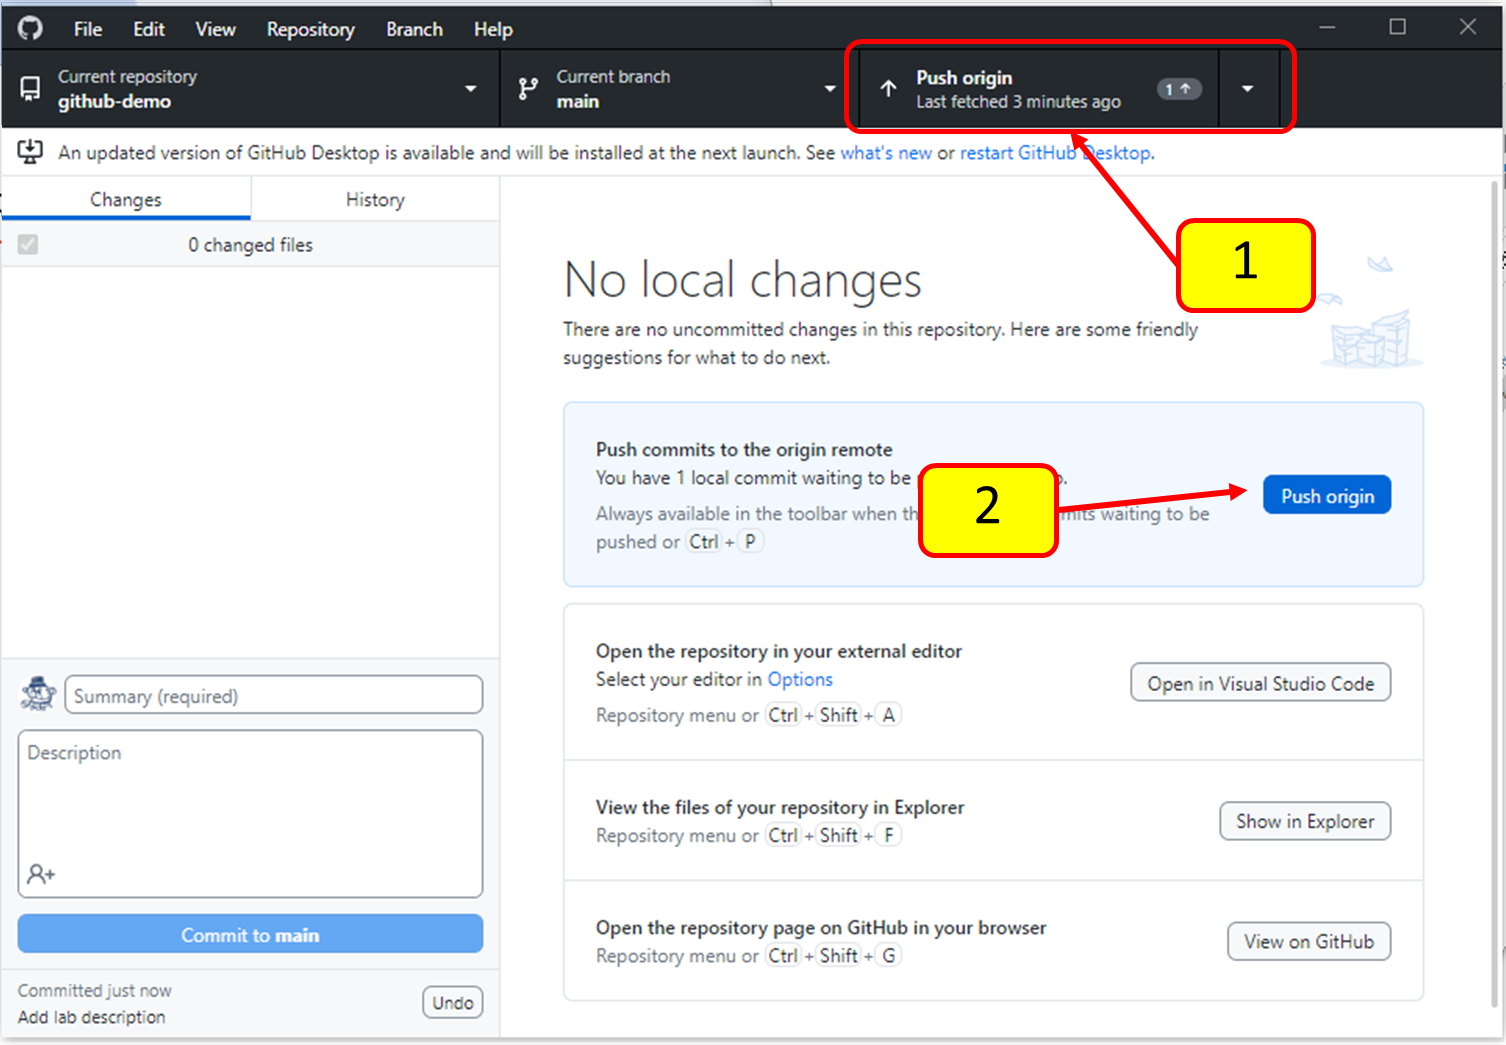 File Edit View Repository Branch Help
Current repository
github-demo
Current branch
main
Push origin
Last fetched 3 minutes ago
1
An updated version of GitHub Desktop is available and will be installed at the next launch. See what's new or restart GitHub Desktop.
Changes
History
0 changed files
1
No local changes
There are no uncommitted changes in this repository. Here are some friendly
suggestions for what to do next.
Push commits to the origin remote
You have 1 local commit waiting to be
Always available in the toolbar when waiting to be
pushed or Ctrl + P
2
Push origin
Open the repository in your external editor
Select your editor in Options
Repository menu or Ctrl + Shift + A
Open in Visual Studio Code
View the files of your repository in Explorer
Repository menu or Ctrl + Shift + F
Show in Explorer
Open the repository page on GitHub in your browser
Repository menu or Ctrl + Shift + G
View on GitHub
Summary (required)
Description
Commit to main
Committed just now
Add lab description
Undo